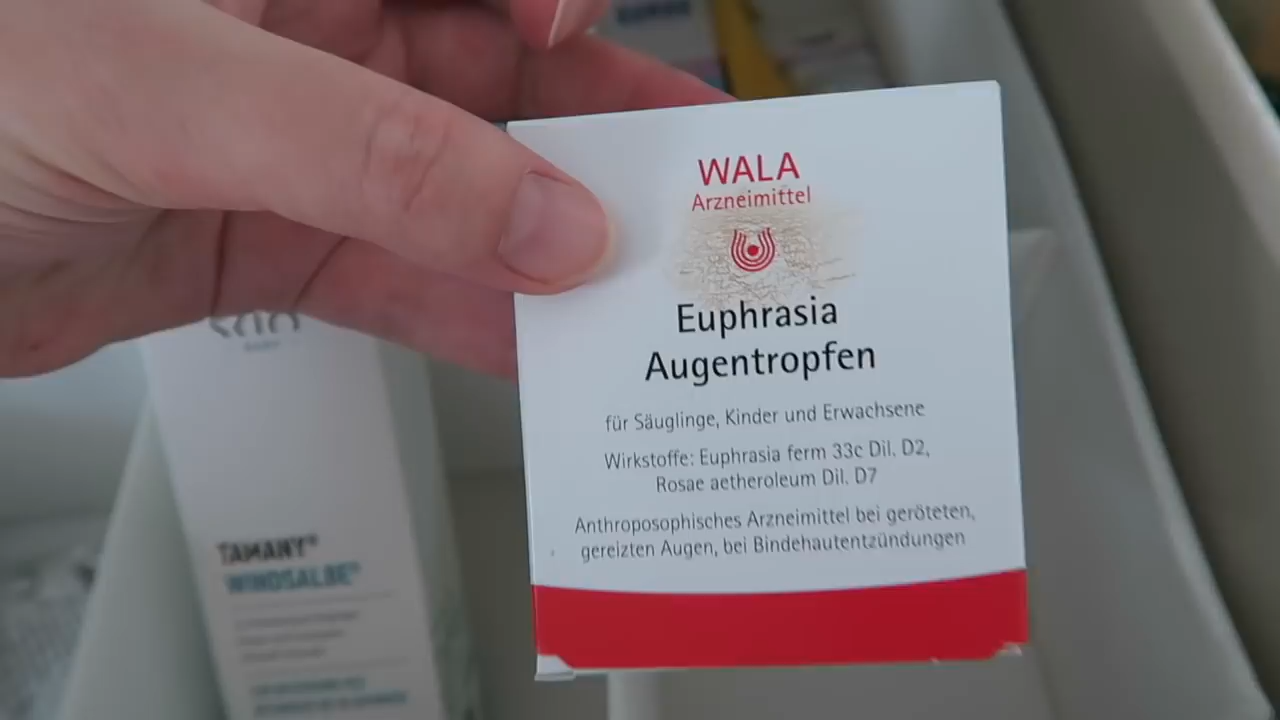 WALA
Arzneimittel
Euphrasia
Augentropfen
für Säuglinge, Kinder und Erwachsene
Wirkstoffe: Euphrasia ferm 33c Dil. D2,
Rosae aetheroleum Dil. D7
Anthroposophisches Arzneimittel bei geröteten,
gereizten Augen, bei Bindehautentzündungen
TAMANY®
WINDSALBE®